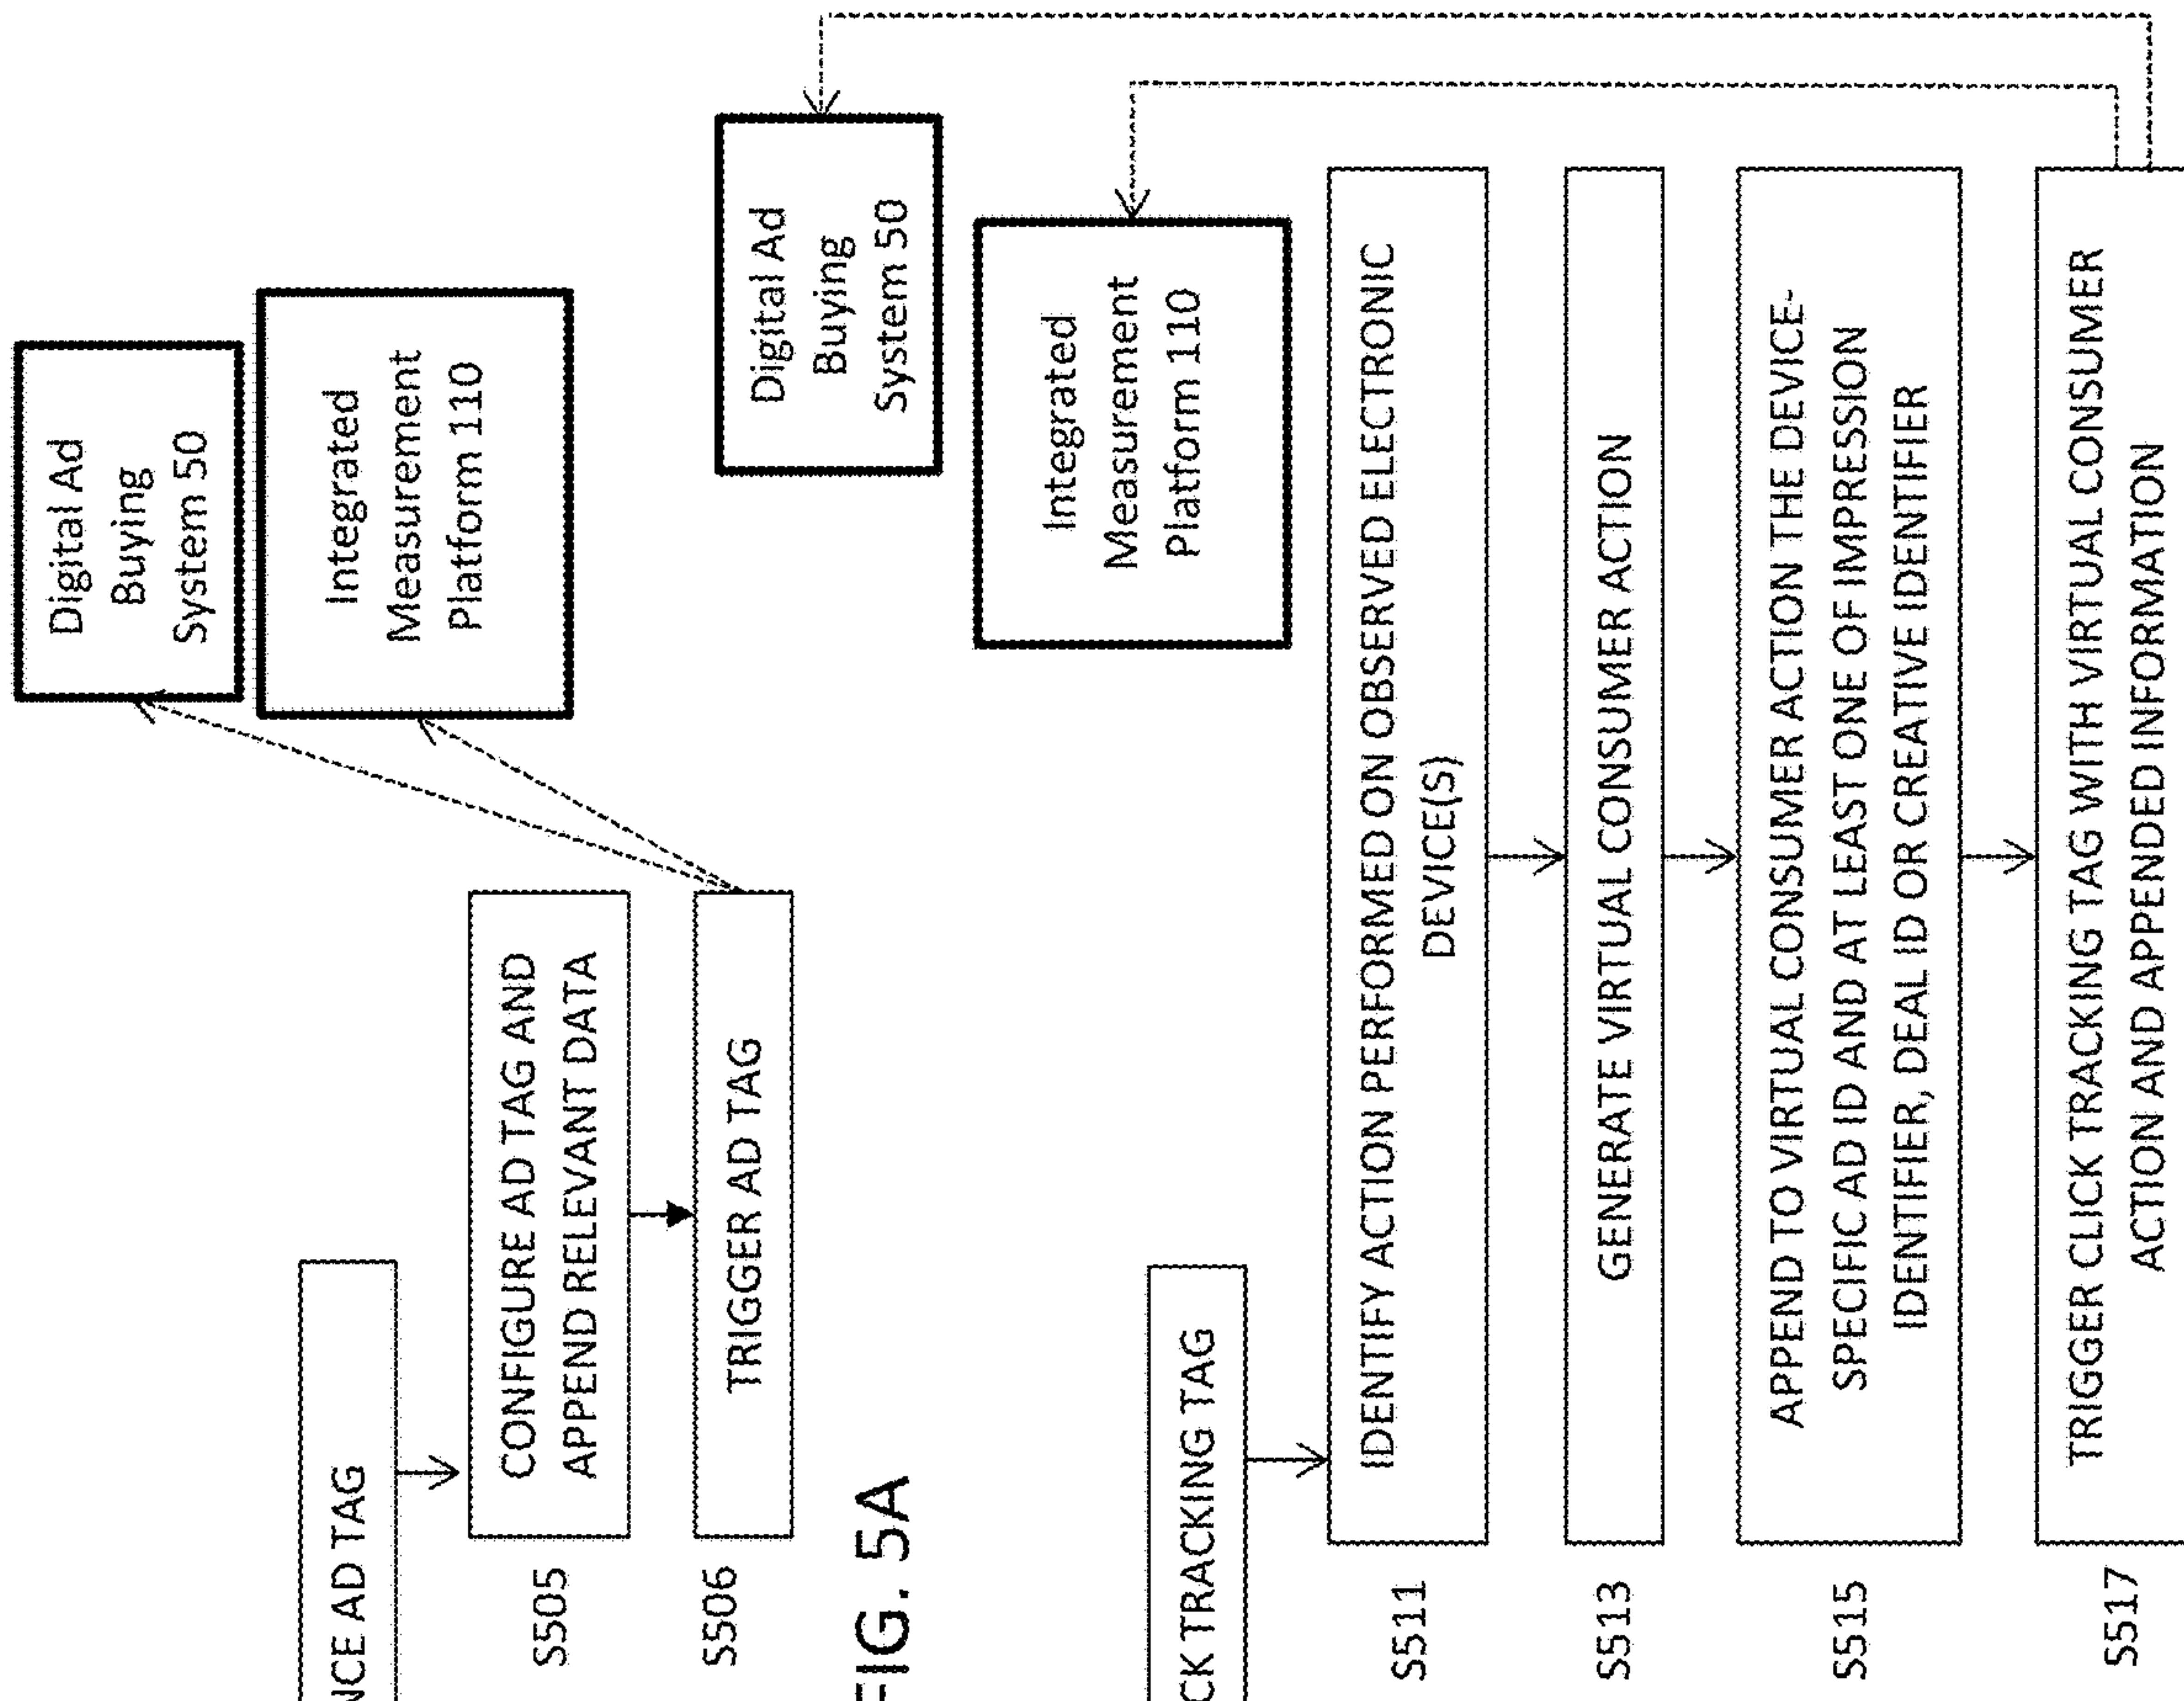 Digital Ad
Buying
System 50
Integrated
Measurement
Platform 110
NCE AD TAG
S505
CONFIGURE AD TAG AND
APPEND RELEVANT DATA
S506
TRIGGER AD TAG
FIG. 5A
Digital Ad
Buying
System 50
Integrated
Measurement
Platform 110
CK TRACKING TAG
S511
IDENTIFY ACTION PERFORMED ON OBSERVED ELECTRONIC
DEVICE(S)
S513
GENERATE VIRTUAL CONSUMER ACTION
S515
APPEND TO VIRTUAL CONSUMER ACTION THE DEVICE-
SPECIFIC AD ID AND AT LEAST ONE OF IMPRESSION
IDENTIFIER, DEAL ID OR CREATIVE IDENTIFIER
S517
TRIGGER CLICK TRACKING TAG WITH VIRTUAL CONSUMER
ACTION AND APPENDED INFORMATION